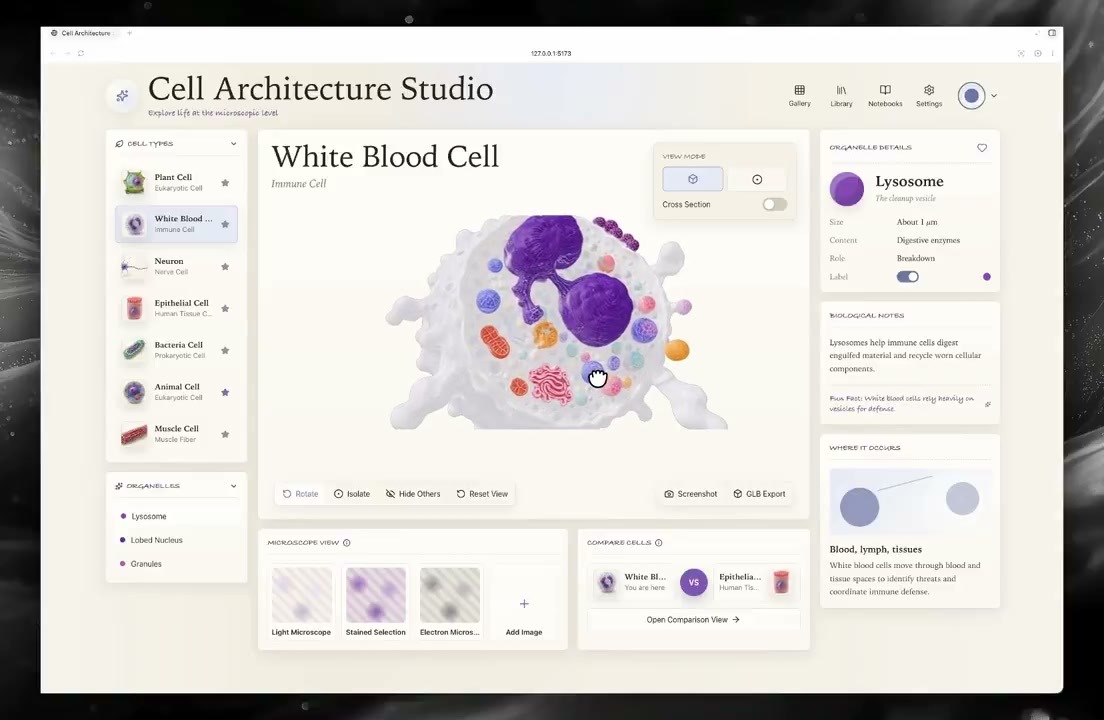 Cell Architecture
127.0.0.1:5173
Cell Architecture Studio
Explore life at the microscopic level
Gallery
Library
Notebooks
Settings
CELL TYPES
Plant Cell
Eukaryotic Cell
White Blood ...
Immune Cell
Neuron
Nerve Cell
Epithelial Cell
Human Tissue C...
Bacteria Cell
Prokaryotic Cell
Animal Cell
Eukaryotic Cell
Muscle Cell
Muscle Fiber
ORGANELLES
Lysosome
Lobed Nucleus
Granules
White Blood Cell
Immune Cell
VIEW MODE
Cross Section
Rotate
Isolate
Hide Others
Reset View
Screenshot
GLB Export
MICROSCOPE VIEW
Light Microscope
Stained Selection
Electron Micros...
Add Image
COMPARE CELLS
White Bl...
You are here
VS
Epithelia...
Human Tis...
Open Comparison View
ORGANELLE DETAILS
Lysosome
The cleanup vesicle
Size About 1 μm
Content Digestive enzymes
Role Breakdown
Label
BIOLOGICAL NOTES
Lysosomes help immune cells digest
engulfed material and recycle worn cellular
components.
Fun Fact: White blood cells rely heavily on
vesicles for defense.
WHERE IT OCCURS
Blood, lymph, tissues
White blood cells move through blood and
tissue spaces to identify threats and
coordinate immune defense.